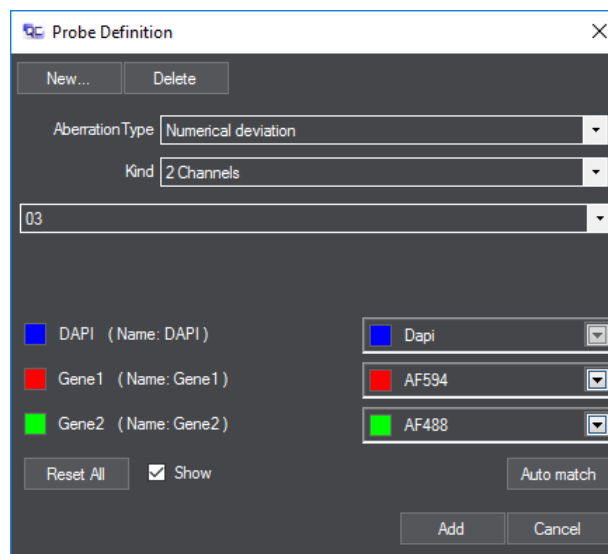 Probe Definition
New... Delete
Aberration Type Numerical deviation
Kind 2 Channels
03
DAPI ( Name: DAPI ) Dapi
Gene1 ( Name: Gene1 ) AF594
Gene2 ( Name: Gene2 ) AF488
Reset All Show Auto match
Add Cancel